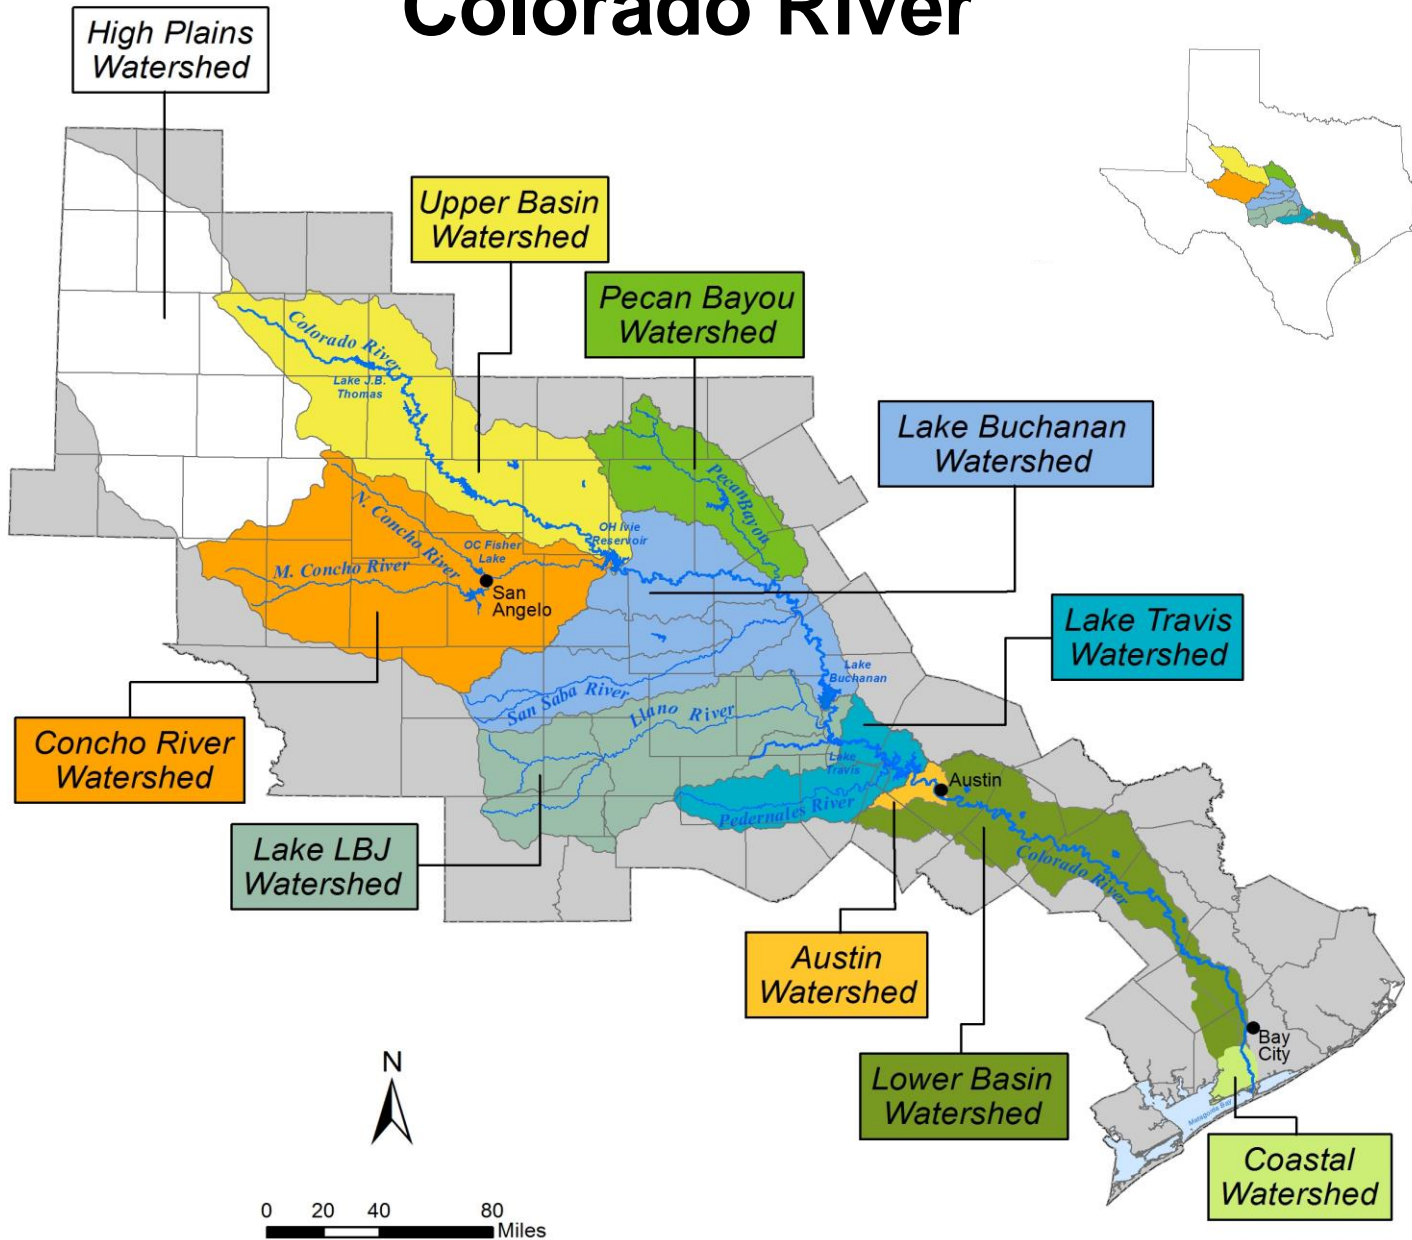 Colorado River
High Plains
Watershed
Upper Basin
Watershed
Pecan Bayou
Watershed
Colorado River
Lake J.B.
Thomas
Lake Buchanan
Watershed
Pecan Bayou
N. Concho River
OH Ivie
Reservoir
OC Fisher
Lake
M. Concho River
San
Angelo
Lake Travis
Watershed
Lake
Buchanan
San Saba River
Llano River
Concho River
Watershed
Lake
Travis
Austin
Pedernales River
Lake LBJ
Watershed
Colorado River
Austin
Watershed
Bay
City
Lower Basin
Watershed
Matagorda Bay
Coastal
Watershed
N
0 20 40 80
Miles